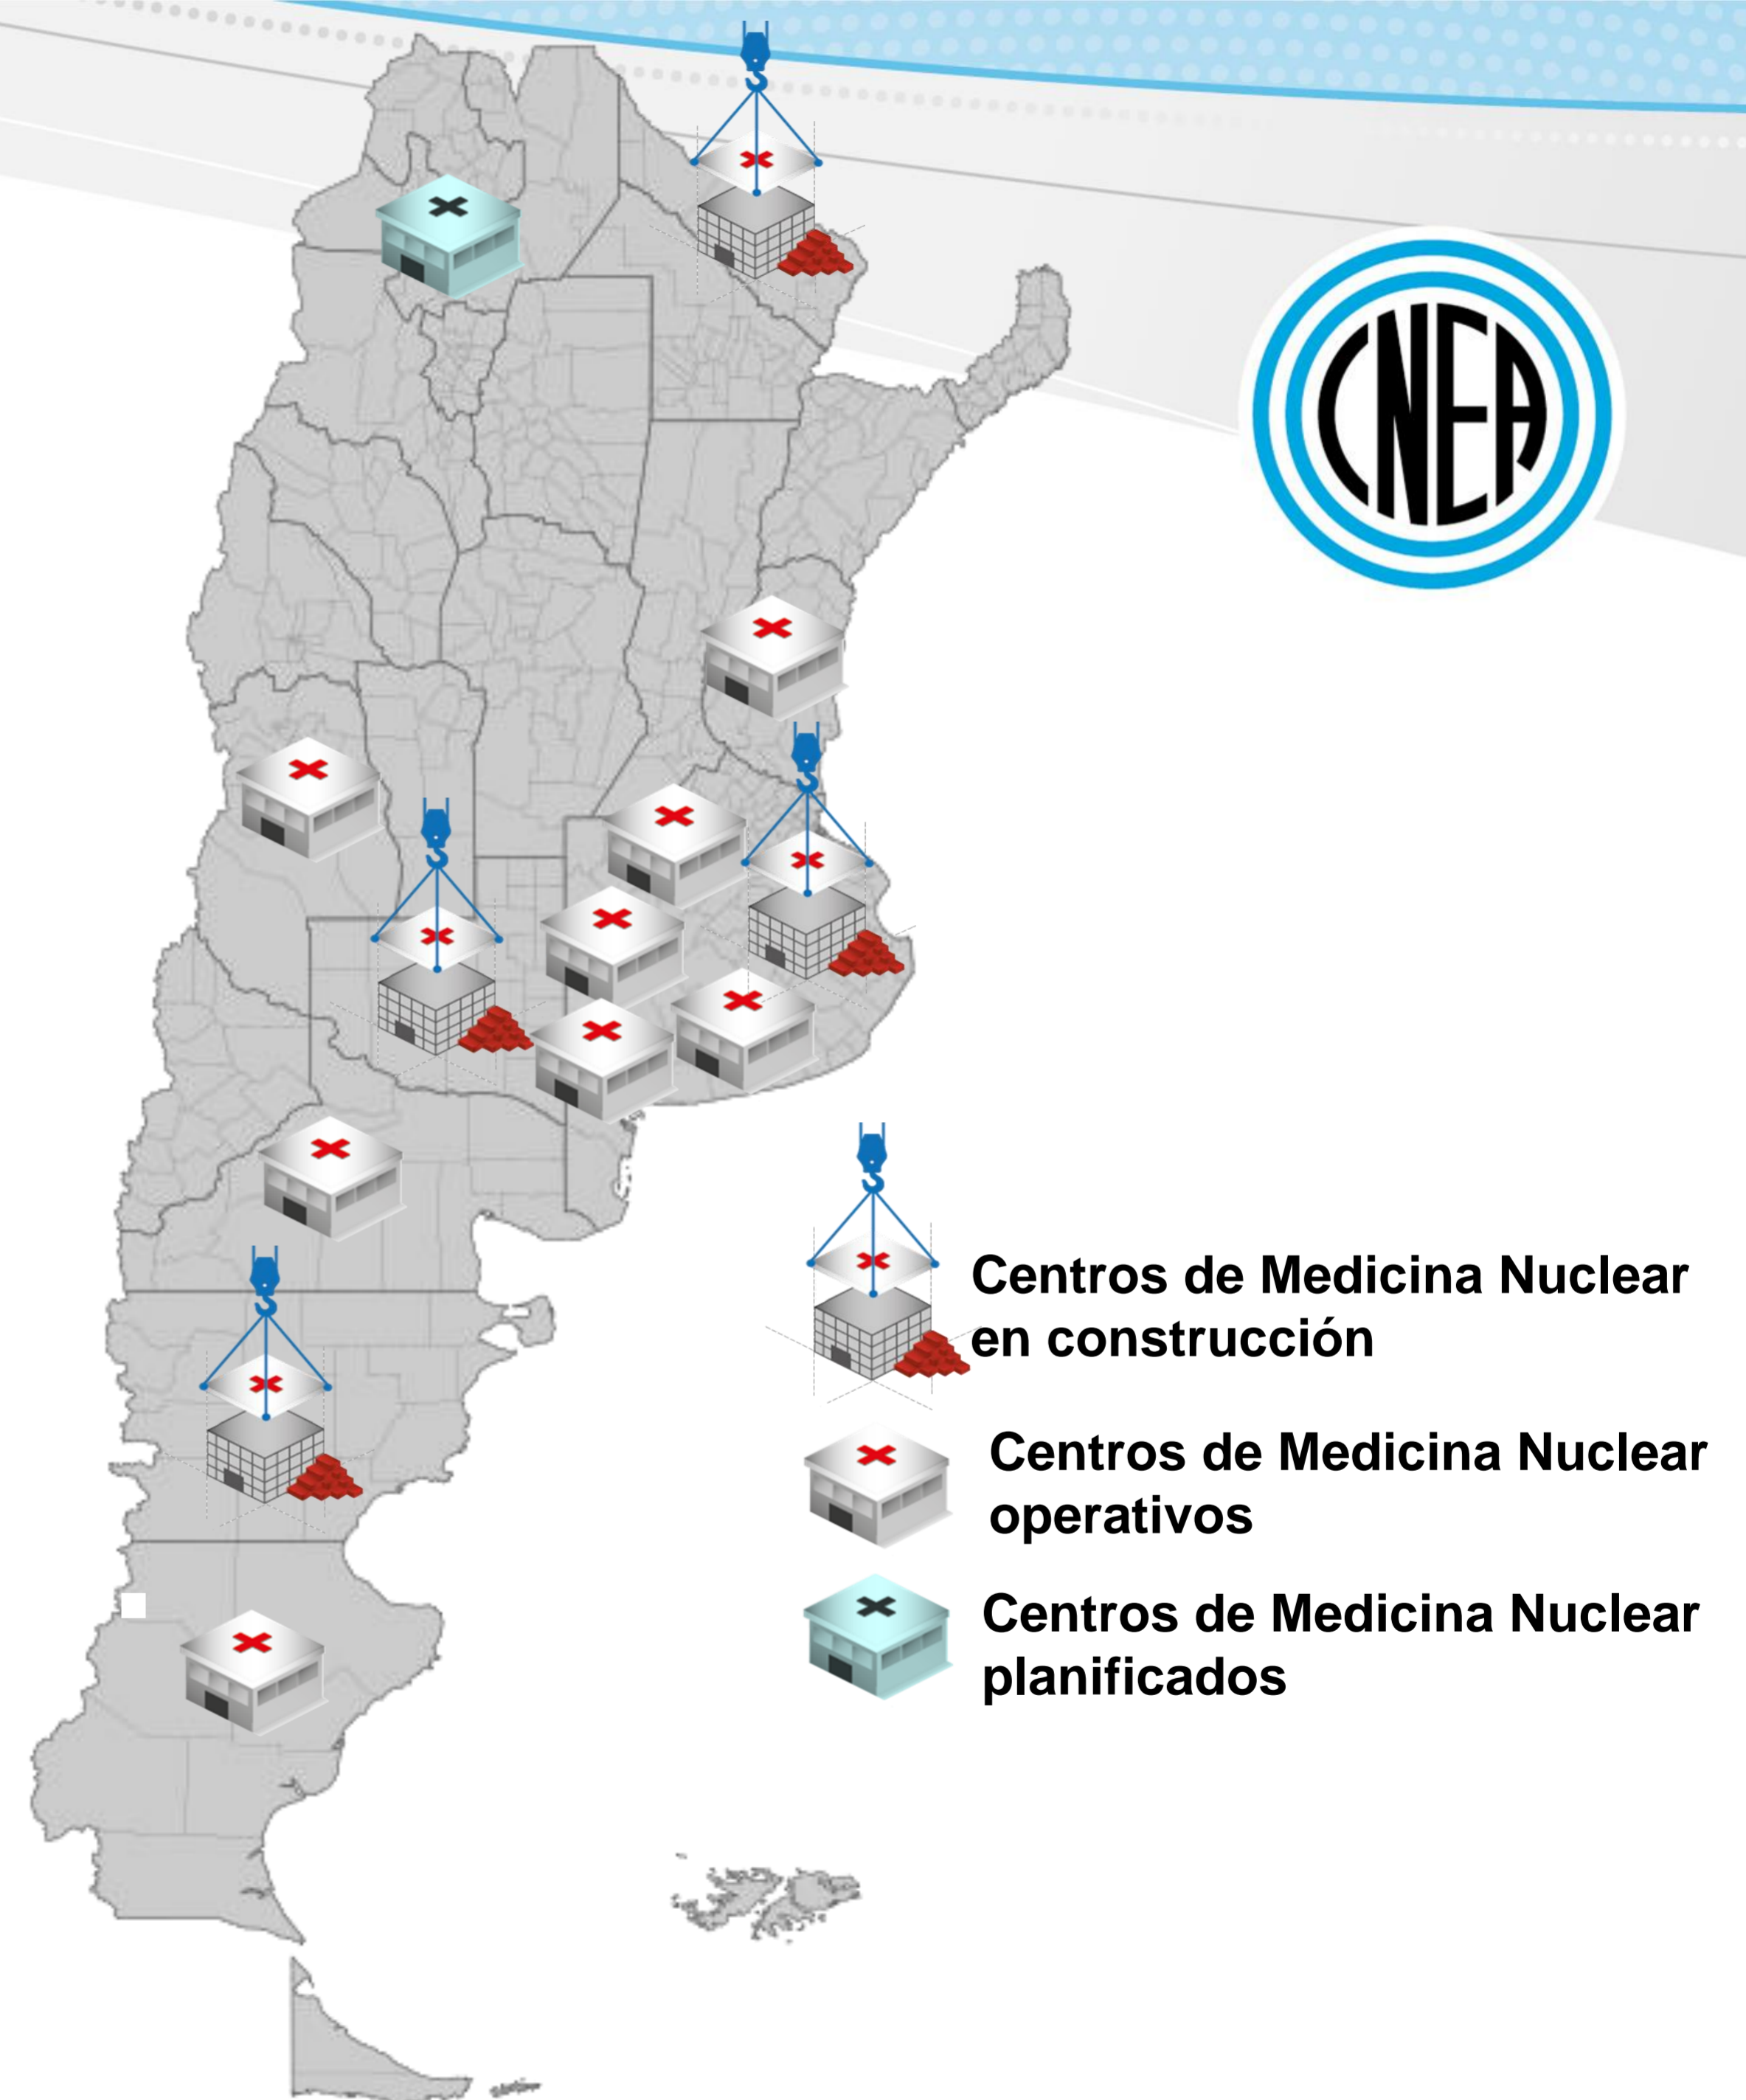 CNEA
Centros de Medicina Nuclear
en construcción
Centros de Medicina Nuclear
operativos
Centros de Medicina Nuclear
planificados